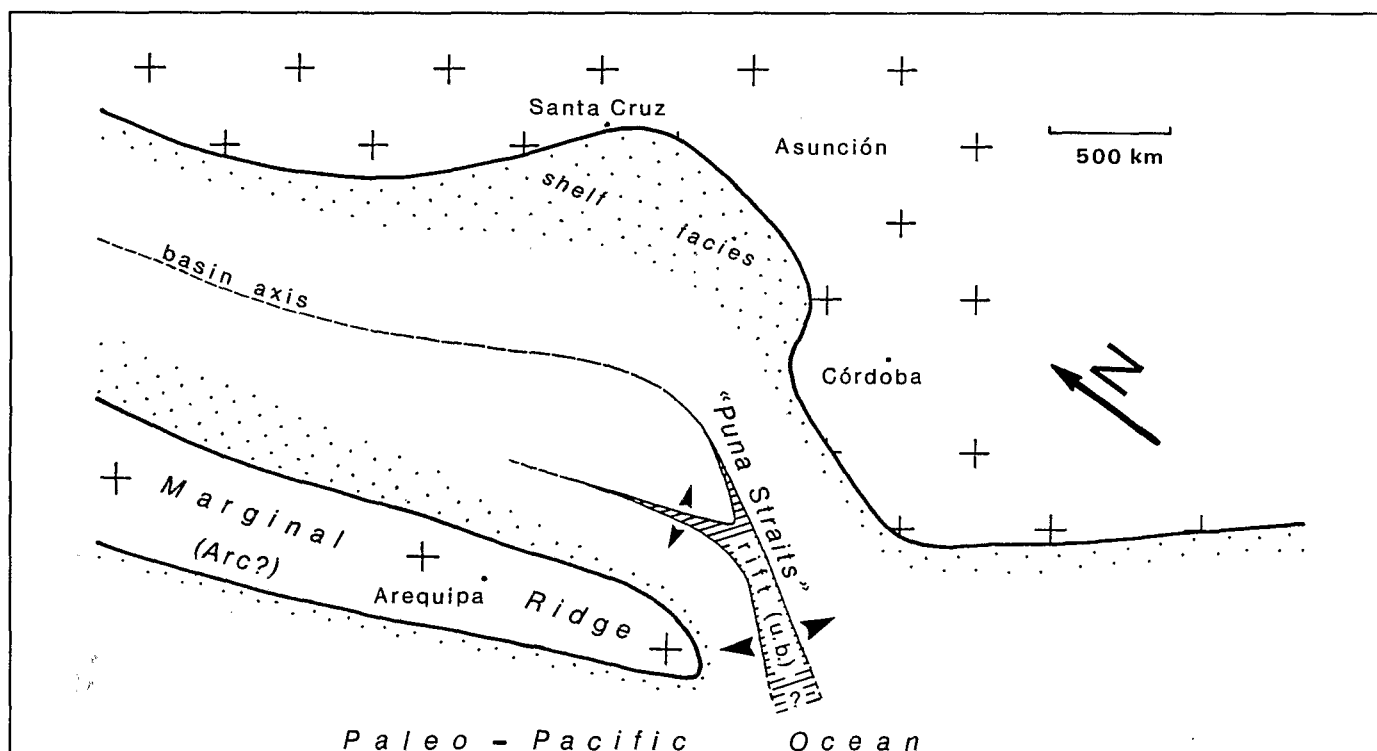 Santa Cruz
Asunción
500 km
shelf facies
basin axis
Córdoba
N
«Puna Straits»
Marginal
(Arc?)
Arequipa
Ridge
rift (u.b.)
?
Paleo - Pacific Ocean